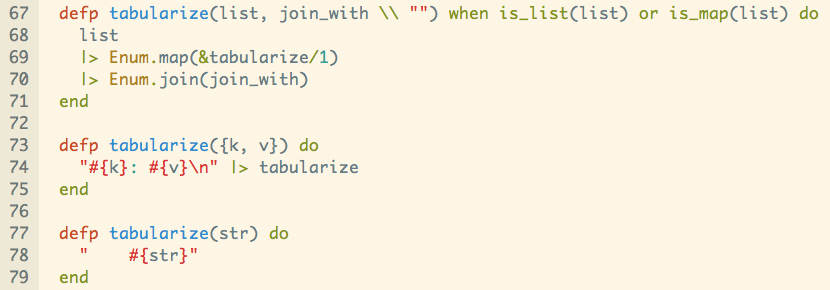 67 defp tabularize(list, join_with \\ "") when is_list(list) or is_map(list) do
68   list
69   |> Enum.map(&tabularize/1)
70   |> Enum.join(join_with)
71 end
72
73 defp tabularize({k, v}) do
74   "#{k}: #{v}\n" |> tabularize
75 end
76
77 defp tabularize(str) do
78   "    #{str}"
79 end